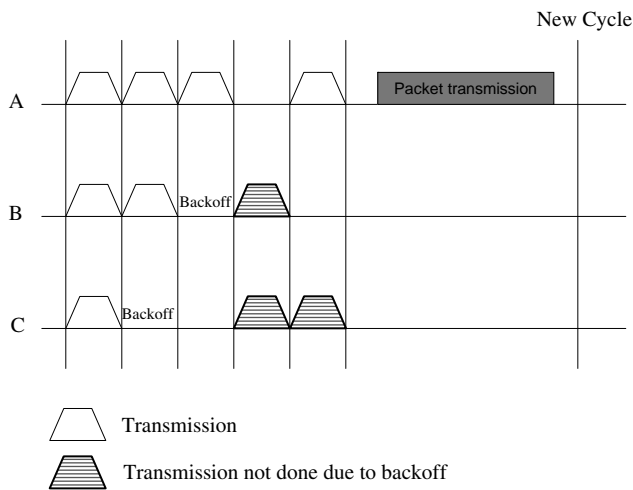 New Cycle
A
Packet transmission
B
Backoff
C
Backoff
Transmission
Transmission not done due to backoff